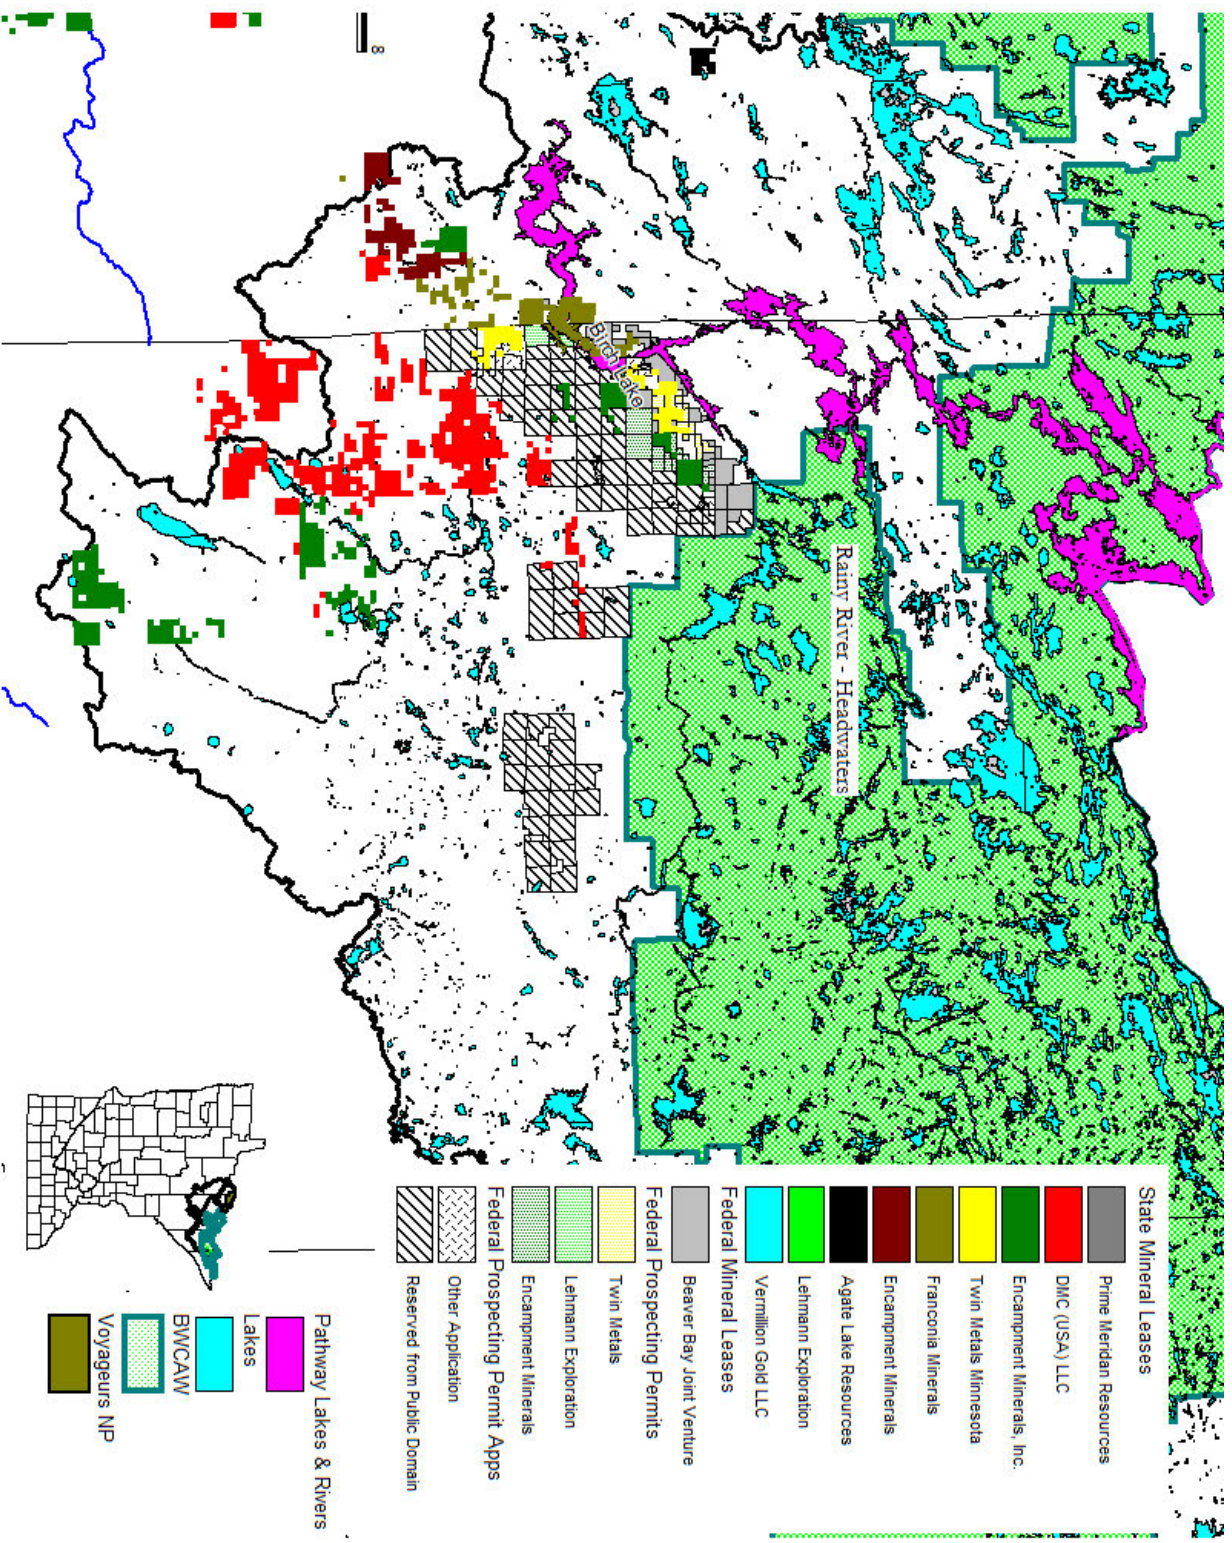 8
Birch Lake
Rainy River - Headwaters
State Mineral Leases
Prime Meridan Resources
DMC (USA) LLC
Encampment Minerals, Inc.
Twin Metals Minnesota
Franconia Minerals
Encampment Minerals
Agate Lake Resources
Lehmann Exploration
Vermillion Gold LLC
Federal Mineral Leases
Beaver Bay Joint Venture
Federal Prospecting Permits
Twin Metals
Lehmann Exploration
Encampment Minerals
Federal Prospecting Permit Apps
Other Application
Reserved from Public Domain
Pathway Lakes & Rivers
Lakes
BWCAW
Voyageurs NP